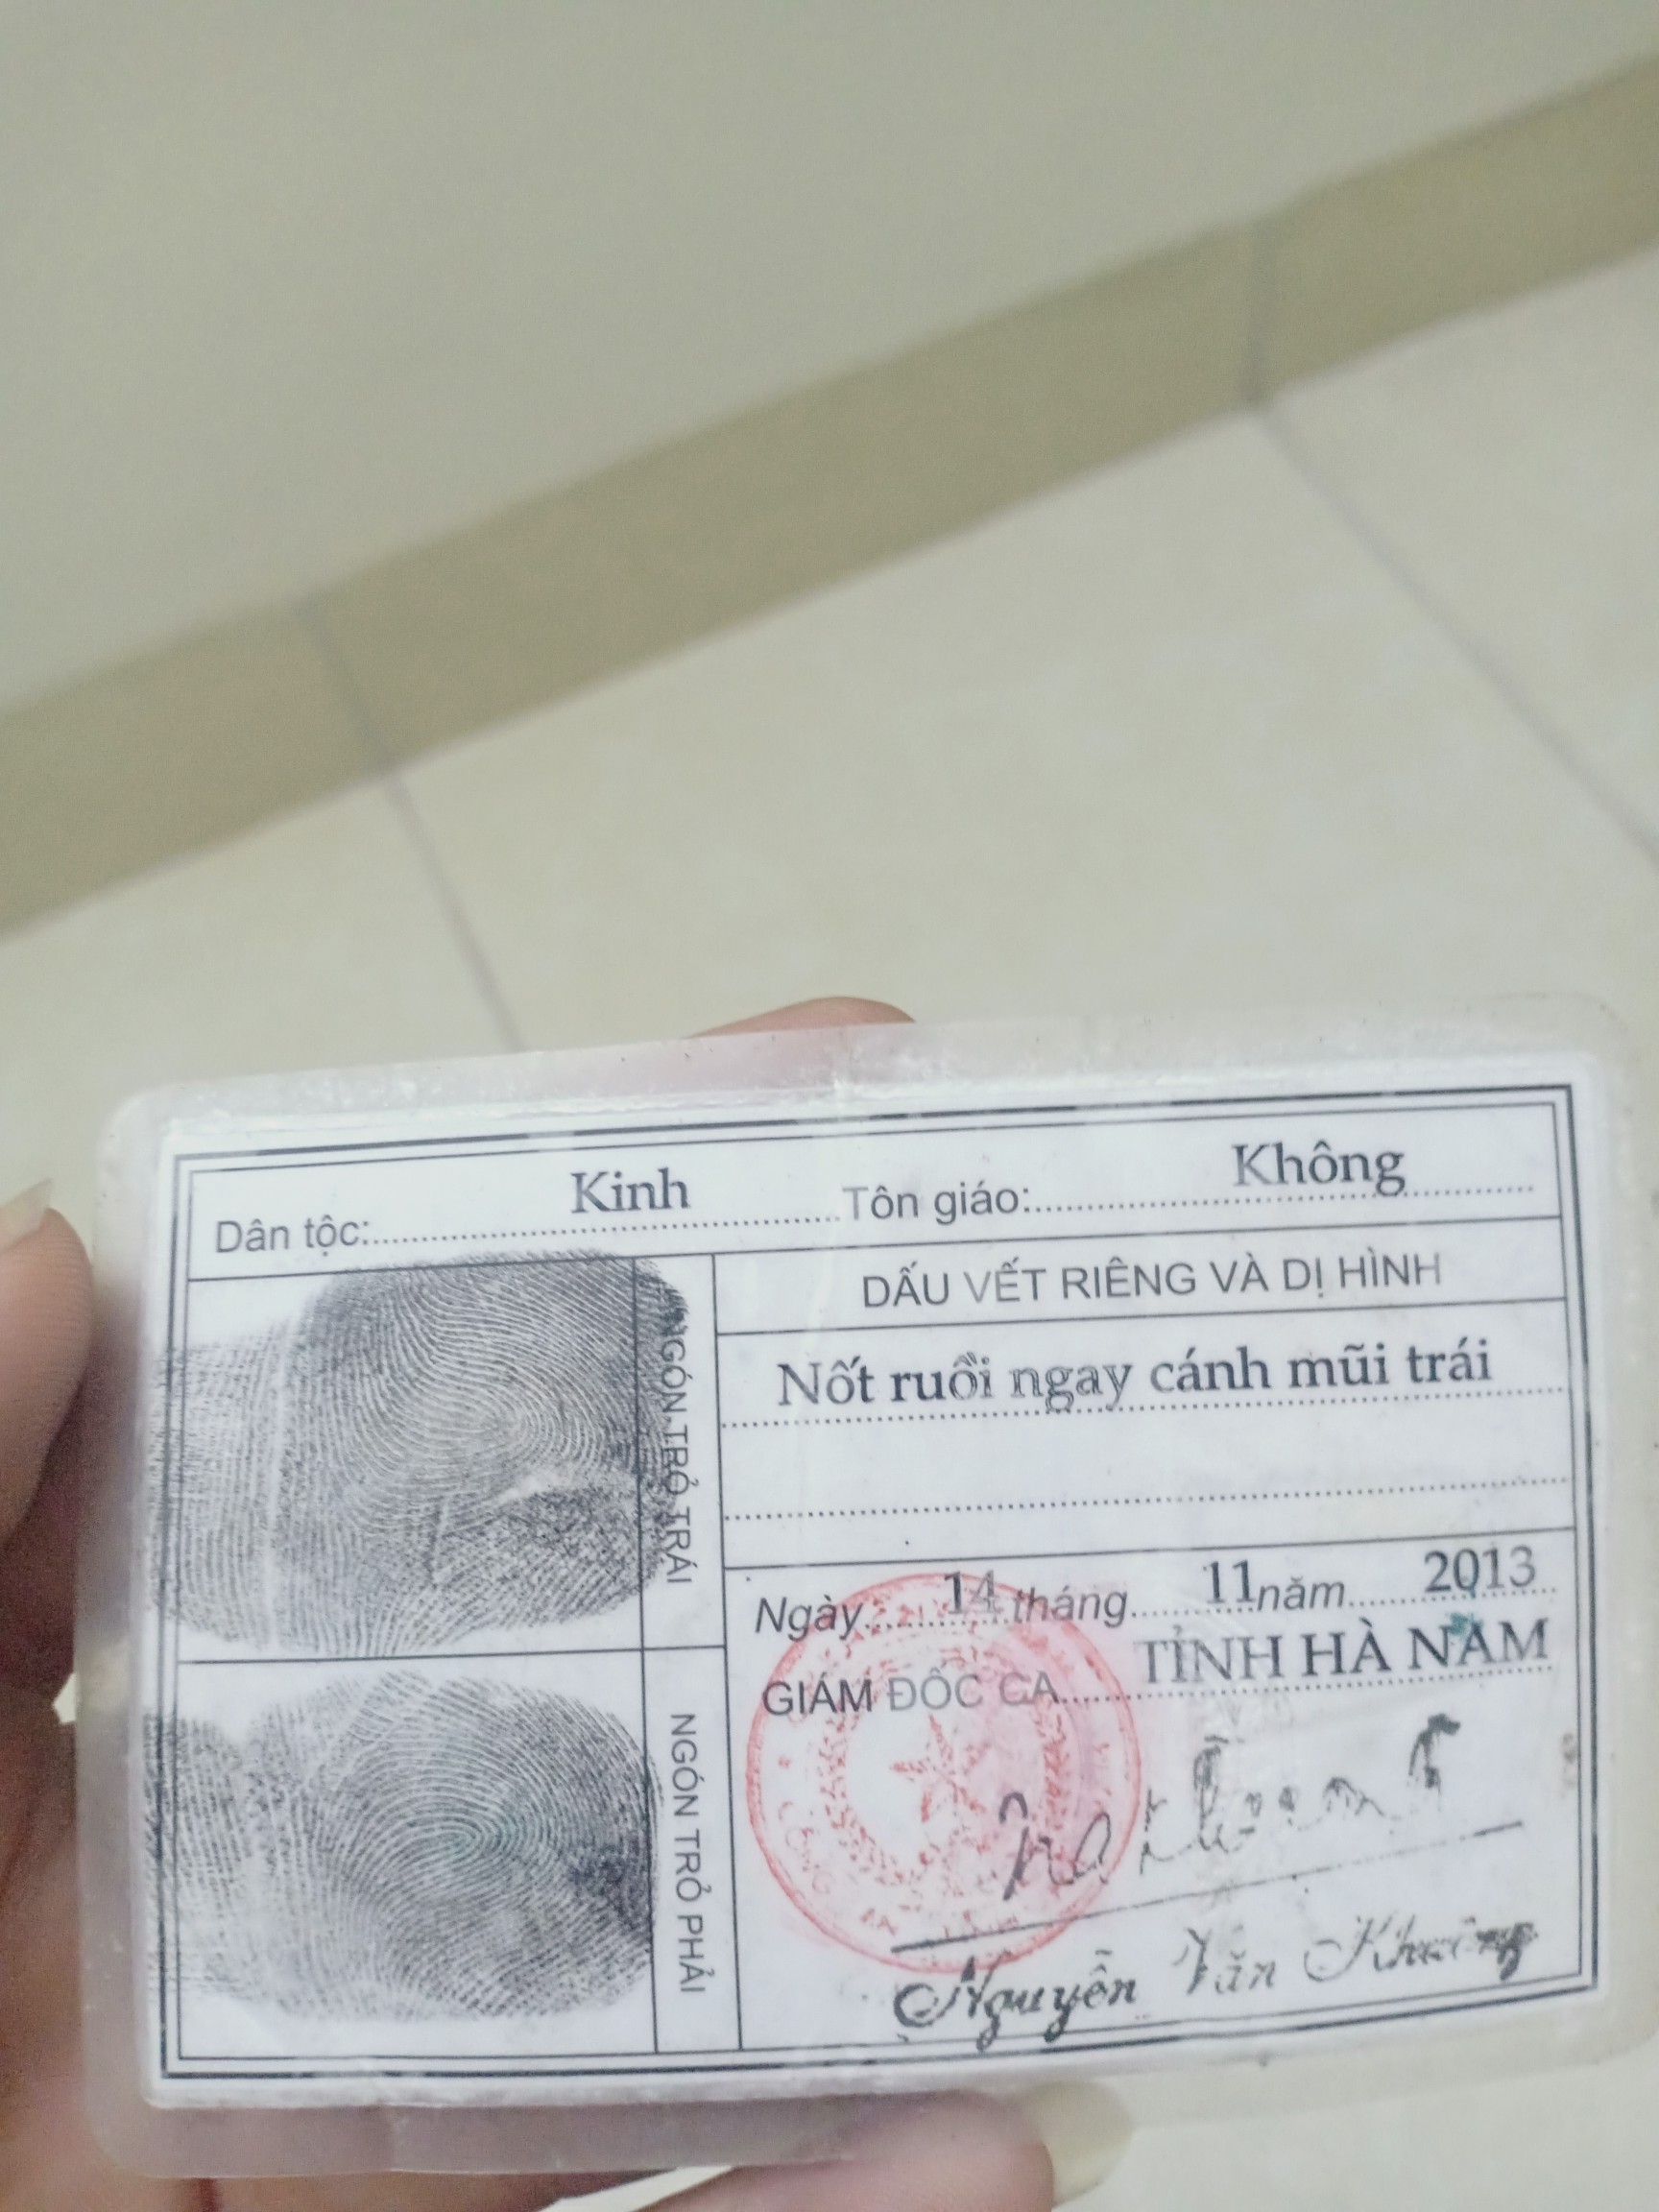 Dân tộc: Kinh Tôn giáo: Không
DẤU VẾT RIÊNG VÀ DỊ HÌNH
Nốt ruồi ngay cánh mũi trái
NGÓN TRỎ TRÁI
NGÓN TRỎ PHẢI
Ngày 14 tháng 11 năm 2013
GIÁM ĐỐC CA TỈNH HÀ NAM
CÔNG
Nguyễn Văn Khuông